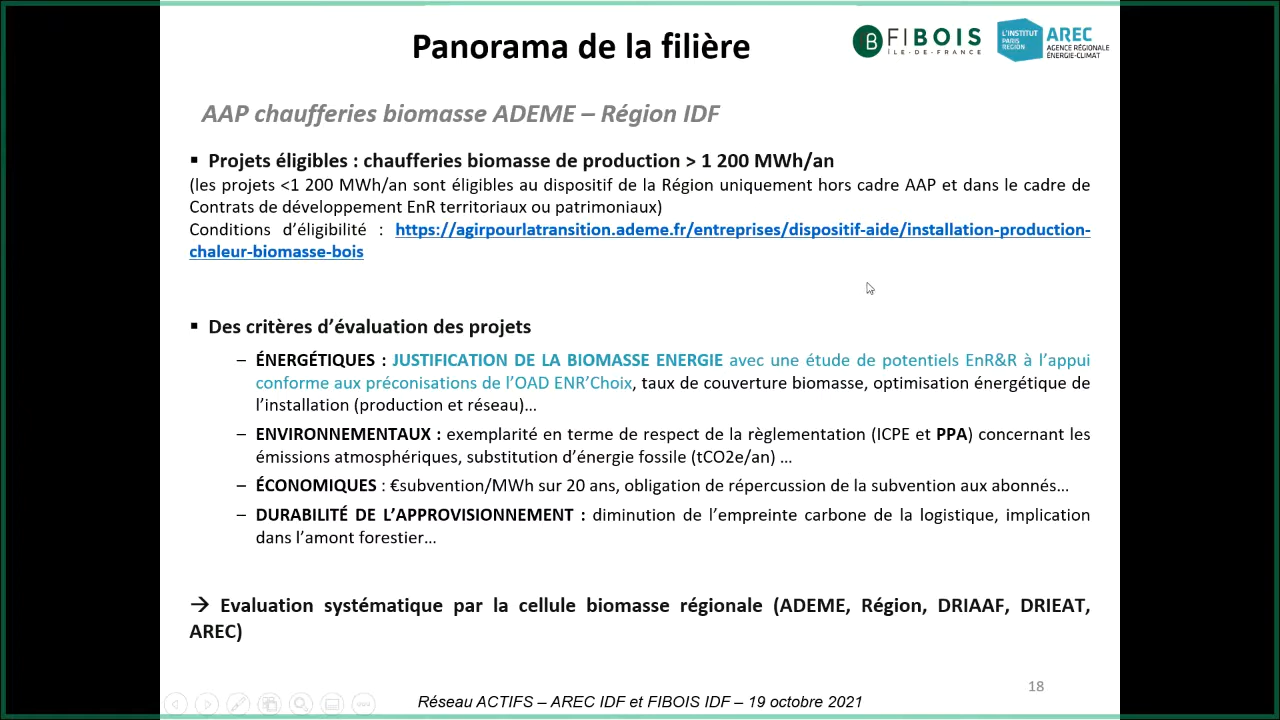 Panorama de la filière
B FIBOIS
ÎLE-DE-FRANCE
L'INSTITUT
PARIS
REGION
AREC
AGENCE RÉGIONALE
ÉNERGIE-CLIMAT
AAP chaufferies biomasse ADEME – Région IDF
▪ Projets éligibles : chaufferies biomasse de production > 1 200 MWh/an
(les projets <1 200 MWh/an sont éligibles au dispositif de la Région uniquement hors cadre AAP et dans le cadre de
Contrats de développement EnR territoriaux ou patrimoniaux)
Conditions d’éligibilité : https://agirpourlatransition.ademe.fr/entreprises/dispositif-aide/installation-production-
chaleur-biomasse-bois
▪ Des critères d’évaluation des projets
– ÉNERGÉTIQUES : JUSTIFICATION DE LA BIOMASSE ENERGIE avec une étude de potentiels EnR&R à l’appui
conforme aux préconisations de l’OAD ENR’Choix, taux de couverture biomasse, optimisation énergétique de
l’installation (production et réseau)…
– ENVIRONNEMENTAUX : exemplarité en terme de respect de la règlementation (ICPE et PPA) concernant les
émissions atmosphériques, substitution d’énergie fossile (tCO2e/an) …
– ÉCONOMIQUES : €subvention/MWh sur 20 ans, obligation de répercussion de la subvention aux abonnés…
– DURABILITÉ DE L’APPROVISIONNEMENT : diminution de l’empreinte carbone de la logistique, implication
dans l’amont forestier…
→ Evaluation systématique par la cellule biomasse régionale (ADEME, Région, DRIAAF, DRIEAT,
AREC)
18
Réseau ACTIFS – AREC IDF et FIBOIS IDF – 19 octobre 2021